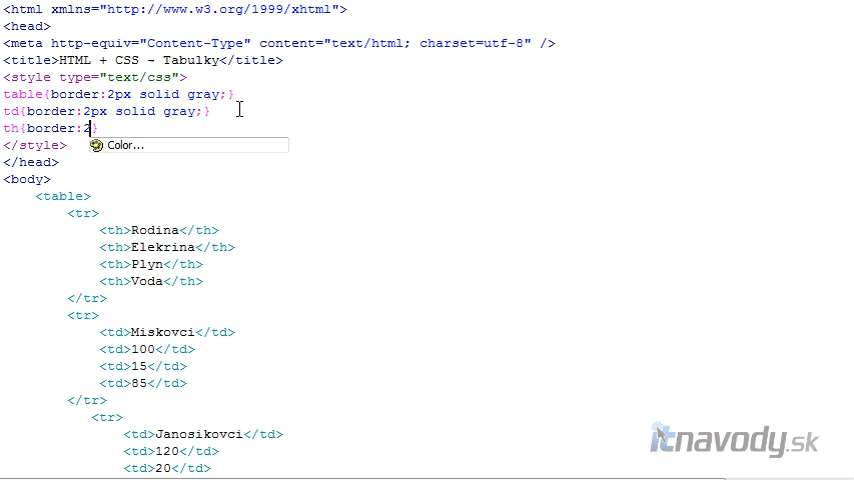 <html xmlns="http://www.w3.org/1999/xhtml">
<head>
<meta http-equiv="Content-Type" content="text/html; charset=utf-8" />
<title>HTML + CSS - Tabulky</title>
<style type="text/css">
table{border:2px solid gray;}
td{border:2px solid gray;}
th{border:2}
</style>
Color...
</head>
<body>
<table>
<tr>
<th>Rodina</th>
<th>Elekrina</th>
<th>Plyn</th>
<th>Voda</th>
</tr>
<tr>
<td>Miskovci</td>
<td>100</td>
<td>15</td>
<td>85</td>
</tr>
<tr>
<td>Janosikovci</td>
<td>120</td>
<td>20</td>
itnavody.sk